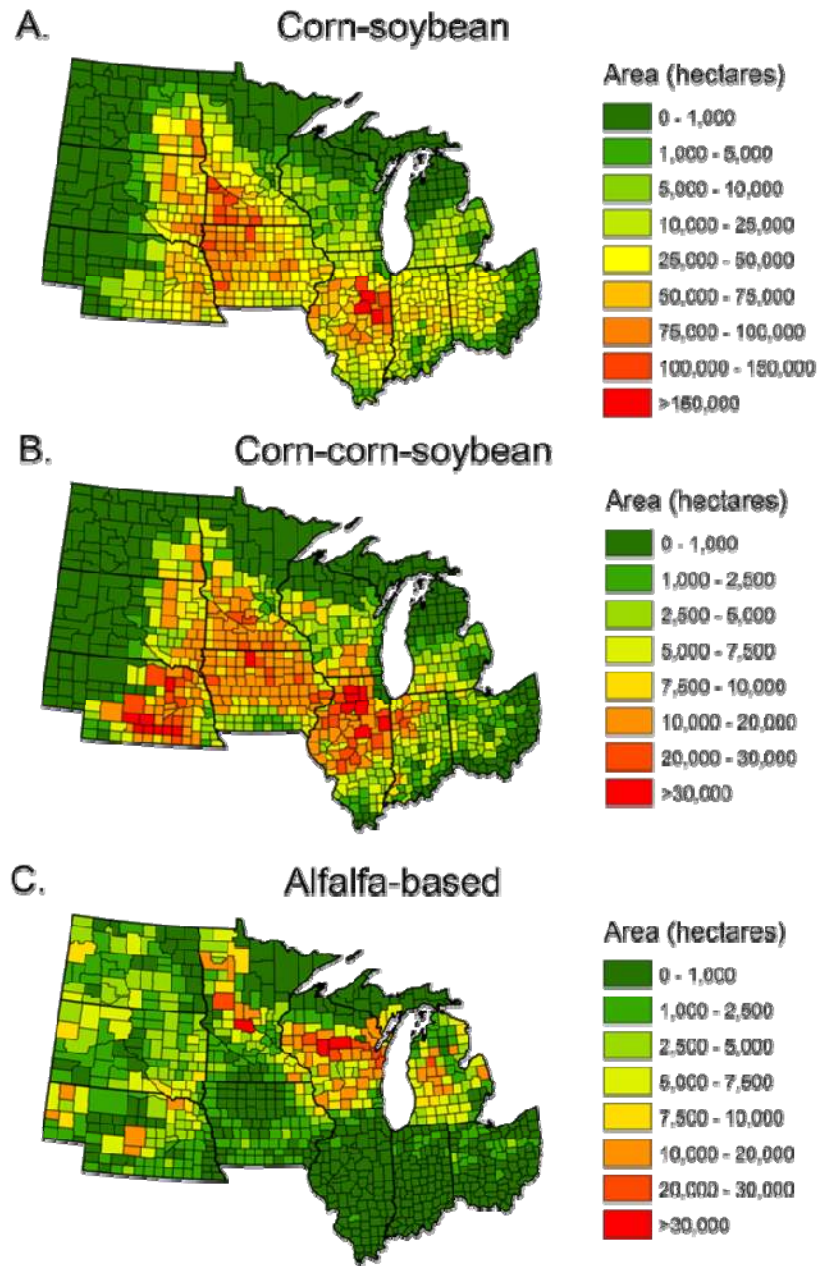 A.
Corn-soybean
Area (hectares)
0 - 1,000
1,000 - 5,000
5,000 - 10,000
10,000 - 25,000
25,000 - 50,000
50,000 - 75,000
75,000 - 100,000
100,000 - 150,000
>150,000
B.
Corn-corn-soybean
Area (hectares)
0 - 1,000
1,000 - 2,500
2,500 - 5,000
5,000 - 7,500
7,500 - 10,000
10,000 - 20,000
20,000 - 30,000
>30,000
C.
Alfalfa-based
Area (hectares)
0 - 1,000
1,000 - 2,500
2,500 - 5,000
5,000 - 7,500
7,500 - 10,000
10,000 - 20,000
20,000 - 30,000
>30,000